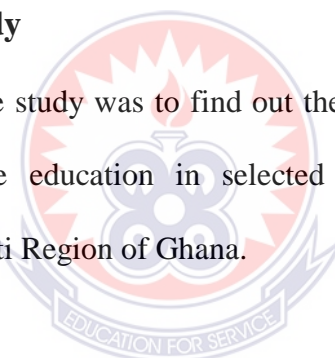 dy
e study was to find out the
e education in selected
ti Region of Ghana.
EDUCATION FOR SERVICE